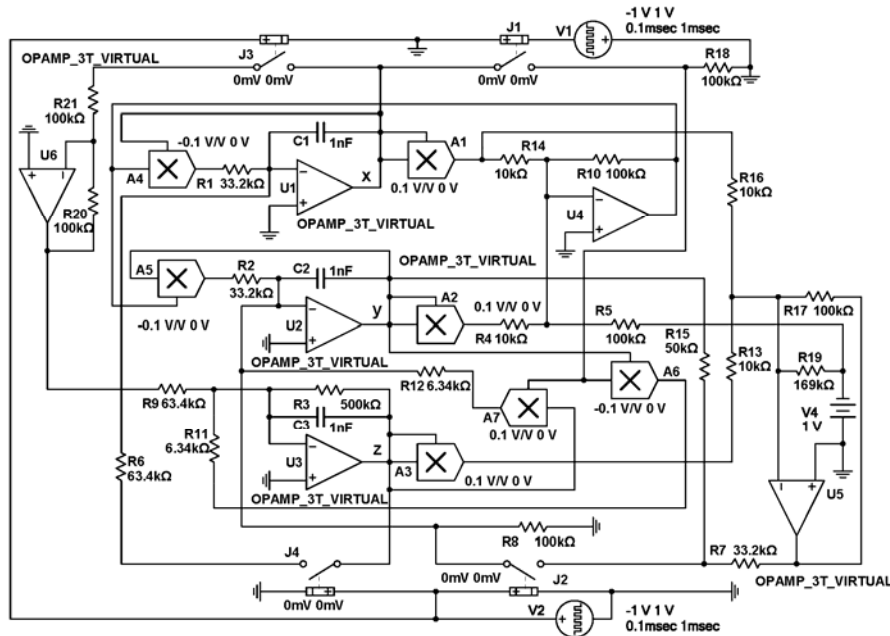 J3
J1
V1
-1V 1 V
0.1msec 1msec
OPAMP_3T_VIRTUAL
0mV 0mV
0mV 0mV
R18
100kΩ
R21
100kΩ
U6
-0.1 V/V 0 V
C1
1nF
A1
R14
10kΩ
R10 100kΩ
R16
10kΩ
A4
R1
33.2kΩ
U1
X
0.1 V/V 0 V
OPAMP_3T_VIRTUAL
U4
R20
100kΩ
A5
R2
33.2kΩ
C2
1nF
OPAMP_3T_VIRTUAL
-0.1 V/V 0 V
U2
y
A2
0.1 V/V 0 V
R4 10kΩ
R5
100kΩ
R15
50kΩ
R17 100kΩ
OPAMP_3T_VIRTUAL
R12 6.34kΩ
A6
R13
10kΩ
R19
169kΩ
R9 63.4kΩ
R3
500kΩ
C3
1nF
A7
-0.1 V/V 0 V
0.1 V/V 0 V
V4
1 V
R11
6.34kΩ
R6
63.4kΩ
U3
z
A3
0.1 V/V 0 V
OPAMP_3T_VIRTUAL
U5
R8
100kΩ
R7 33.2kΩ
OPAMP_3T_VIRTUAL
J4
0mV 0mV
0mV 0mV
J2
V2
-1V 1 V
0.1msec 1msec